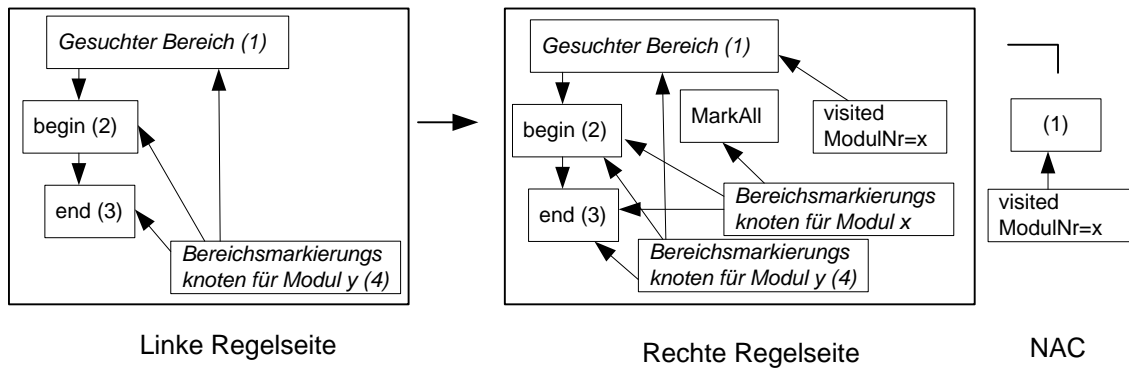 Gesuchter Bereich (1)
begin (2)
end (3)
Bereichsmarkierungs
knoten für Modul y (4)
Linke Regelseite
Gesuchter Bereich (1)
begin (2)
MarkAll
visited
ModulNr=x
end (3)
Bereichsmarkierungs
knoten für Modul x
Bereichsmarkierungs
knoten für Modul y (4)
Rechte Regelseite
(1)
visited
ModulNr=x
NAC